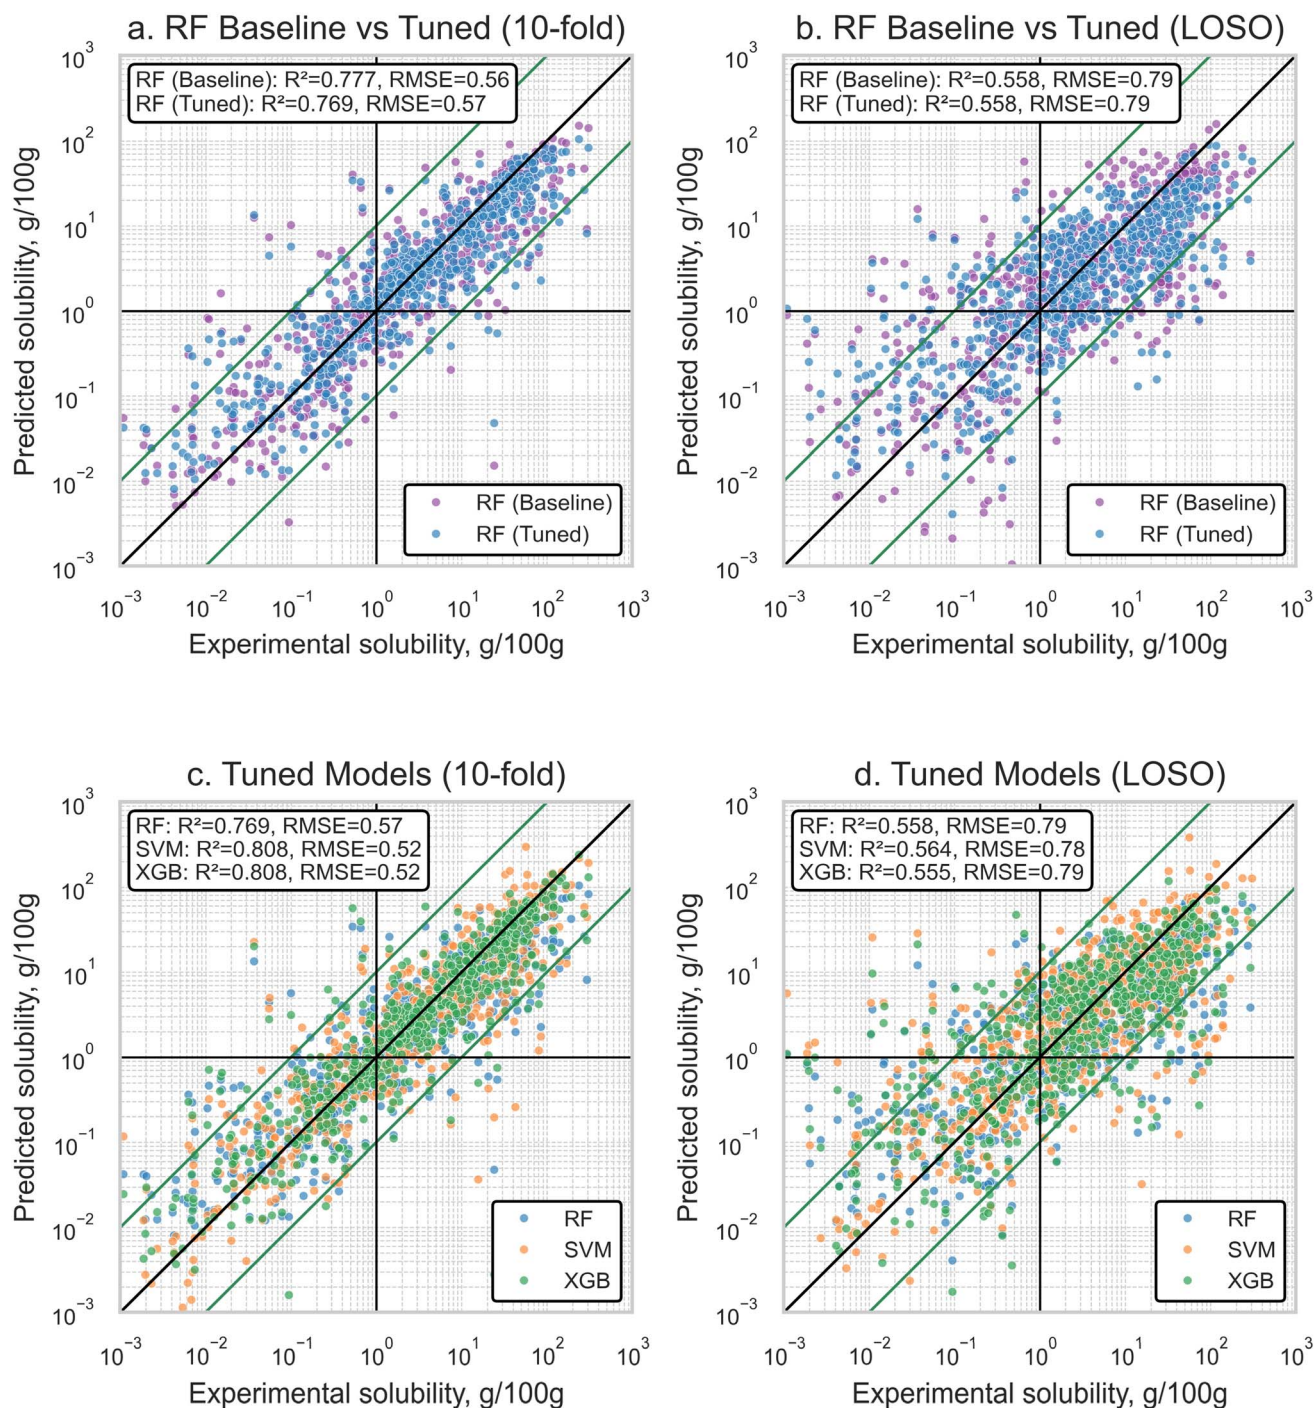 a. RF Baseline vs Tuned (10-fold)
RF (Baseline): R²=0.777, RMSE=0.56
RF (Tuned): R²=0.769, RMSE=0.57
10³
10²
10¹
10⁰
10⁻¹
10⁻²
10⁻³
Predicted solubility, g/100g
RF (Baseline)
RF (Tuned)
10⁻³ 10⁻² 10⁻¹ 10⁰ 10¹ 10² 10³
Experimental solubility, g/100g
b. RF Baseline vs Tuned (LOSO)
RF (Baseline): R²=0.558, RMSE=0.79
RF (Tuned): R²=0.558, RMSE=0.79
10³
10²
10¹
10⁰
10⁻¹
10⁻²
10⁻³
Predicted solubility, g/100g
RF (Baseline)
RF (Tuned)
10⁻³ 10⁻² 10⁻¹ 10⁰ 10¹ 10² 10³
Experimental solubility, g/100g
c. Tuned Models (10-fold)
RF: R²=0.769, RMSE=0.57
SVM: R²=0.808, RMSE=0.52
XGB: R²=0.808, RMSE=0.52
10³
10²
10¹
10⁰
10⁻¹
10⁻²
10⁻³
Predicted solubility, g/100g
RF
SVM
XGB
10⁻³ 10⁻² 10⁻¹ 10⁰ 10¹ 10² 10³
Experimental solubility, g/100g
d. Tuned Models (LOSO)
RF: R²=0.558, RMSE=0.79
SVM: R²=0.564, RMSE=0.78
XGB: R²=0.555, RMSE=0.79
10³
10²
10¹
10⁰
10⁻¹
10⁻²
10⁻³
Predicted solubility, g/100g
RF
SVM
XGB
10⁻³ 10⁻² 10⁻¹ 10⁰ 10¹ 10² 10³
Experimental solubility, g/100g